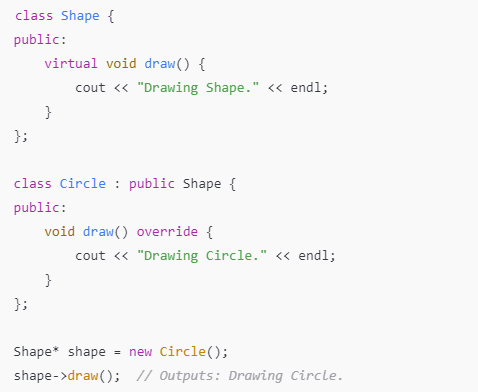 class Shape {
public:
    virtual void draw() {
        cout << "Drawing Shape." << endl;
    }
};

class Circle : public Shape {
public:
    void draw() override {
        cout << "Drawing Circle." << endl;
    }
};

Shape* shape = new Circle();
shape->draw();  // Outputs: Drawing Circle.